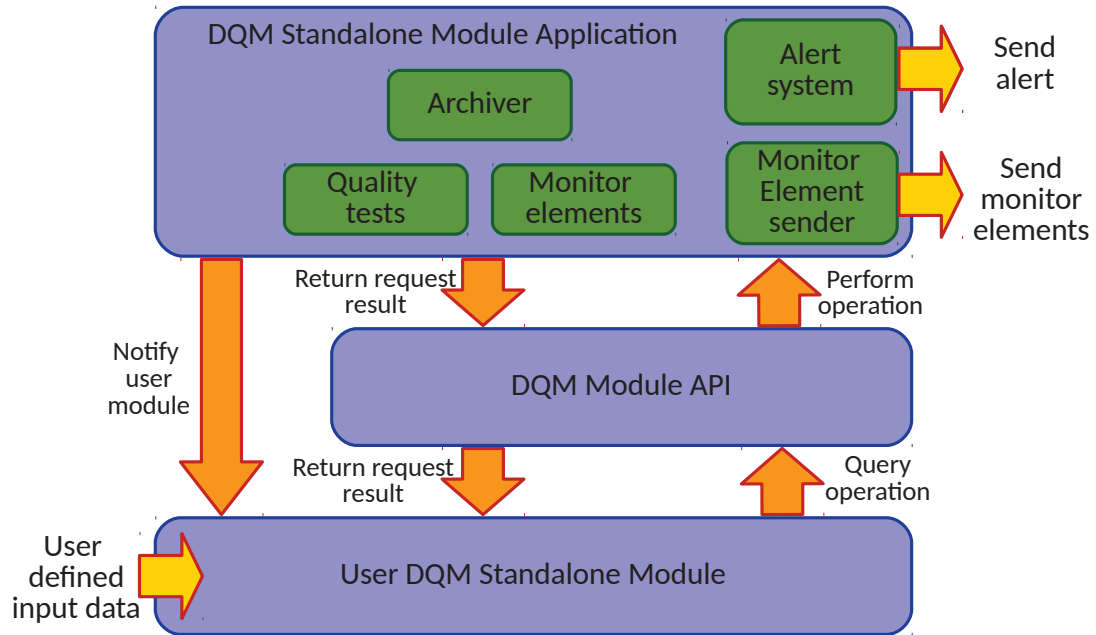 DQM Standalone Module Application
Alert
system
Send
alert
Archiver
Quality
tests
Monitor
elements
Monitor
Element
sender
Send
monitor
elements
Return request
result
Perform
operation
Notify
user
module
DQM Module API
Return request
result
Query
operation
User
defined
input data
User DQM Standalone Module